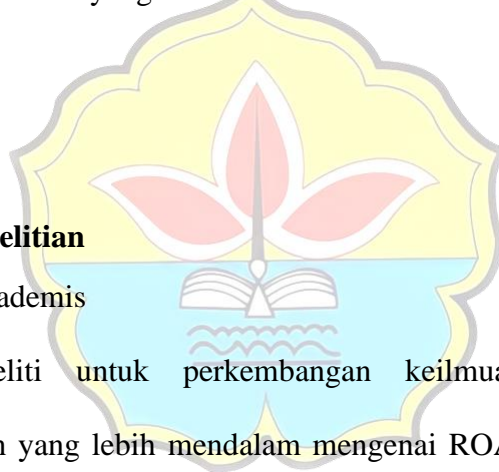 elitian
ademis
eliti untuk perkembangan keilmua
n yang lebih mendalam mengenai ROA